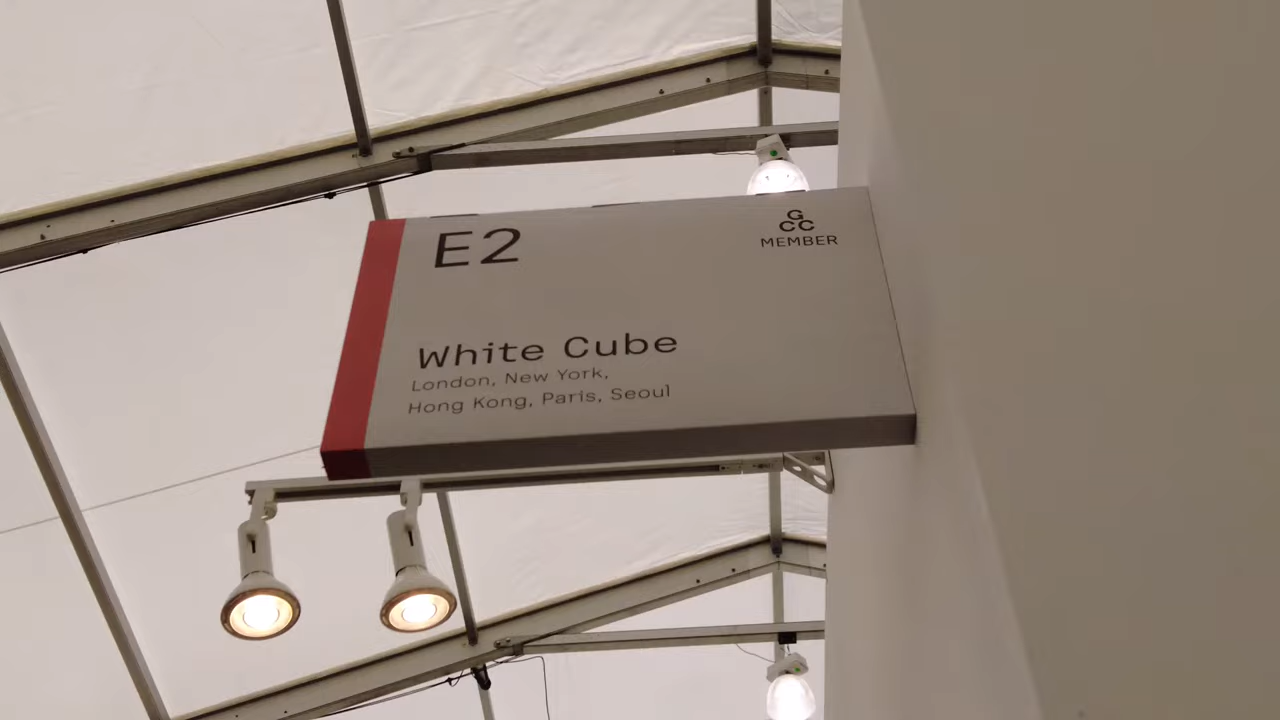 E2
G
CC
MEMBER
White Cube
London, New York,
Hong Kong, Paris, Seoul